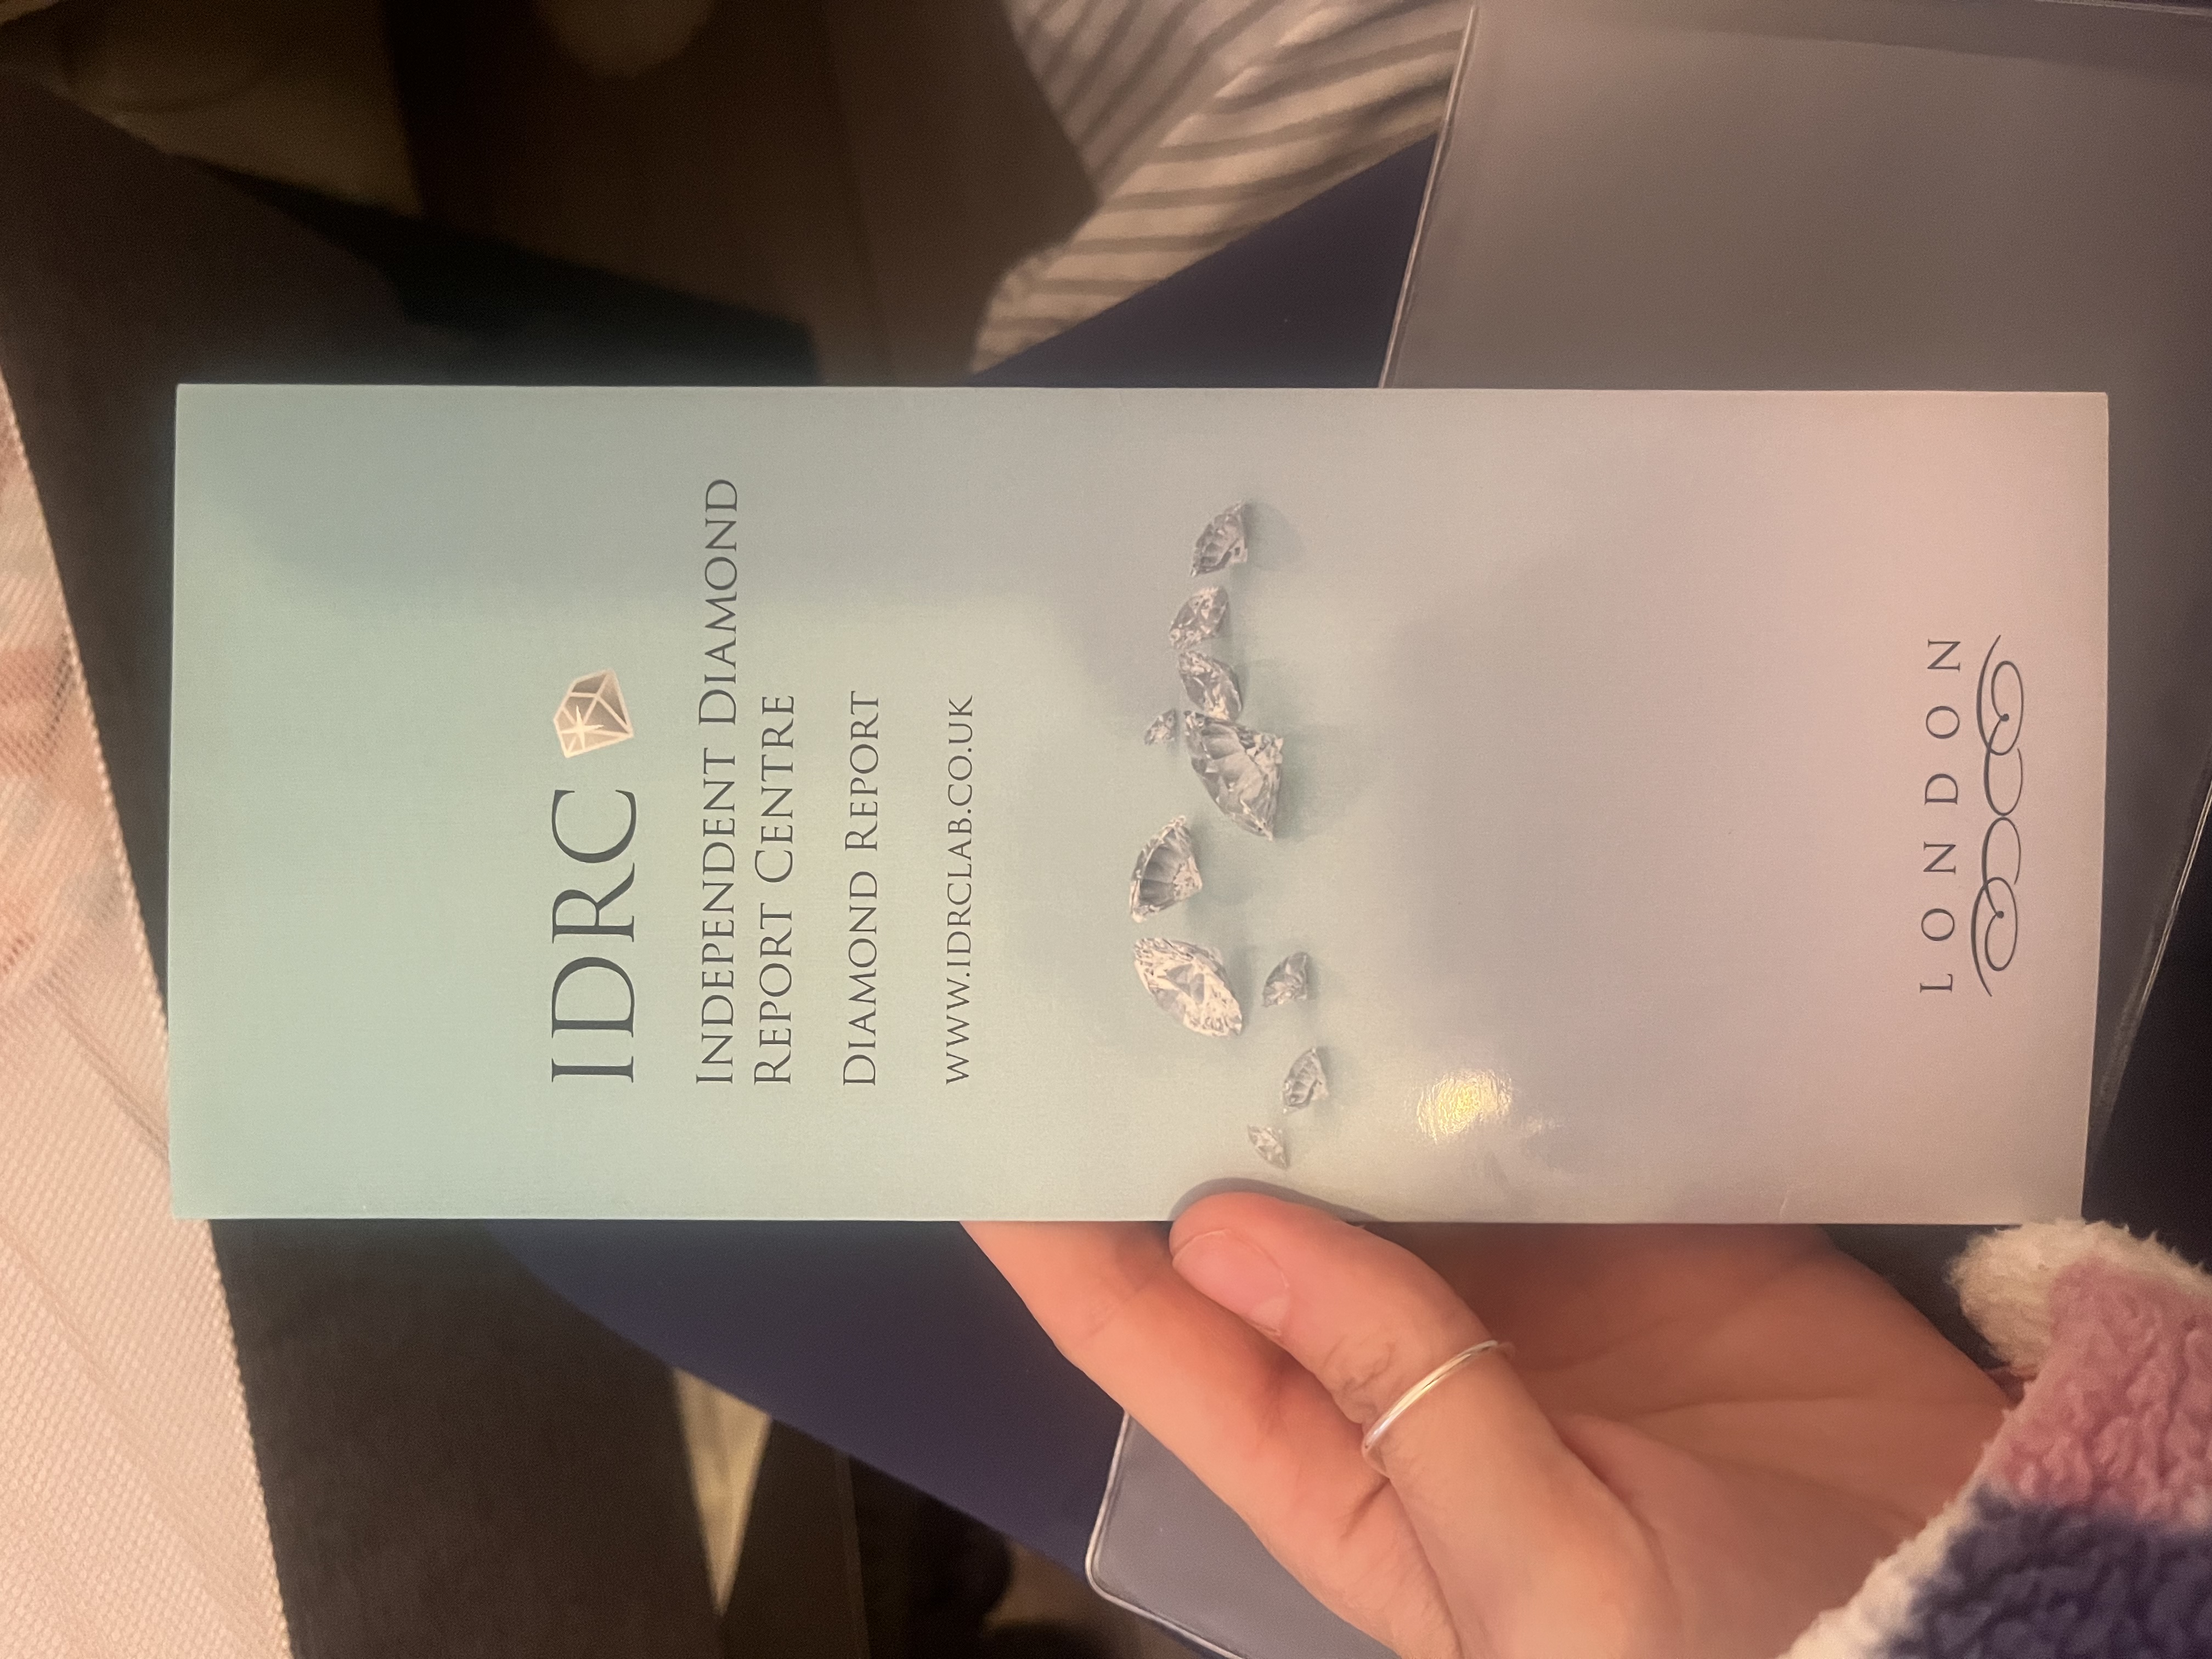 IDRC
INDEPENDENT DIAMOND
REPORT CENTRE
DIAMOND REPORT
WWW.IDRCLAB.CO.UK
LONDON